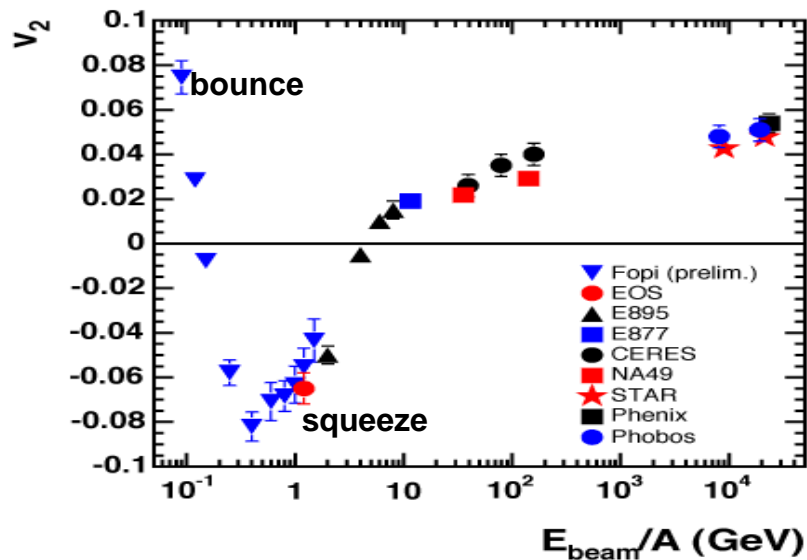 v2
0.1
0.08
0.06
0.04
0.02
0
-0.02
-0.04
-0.06
-0.08
-0.1
bounce
squeeze
Fopi (prelim.)
EOS
E895
E877
CERES
NA49
STAR
Phenix
Phobos
10⁻¹ 1 10 10² 10³ 10⁴
E_beam/A (GeV)